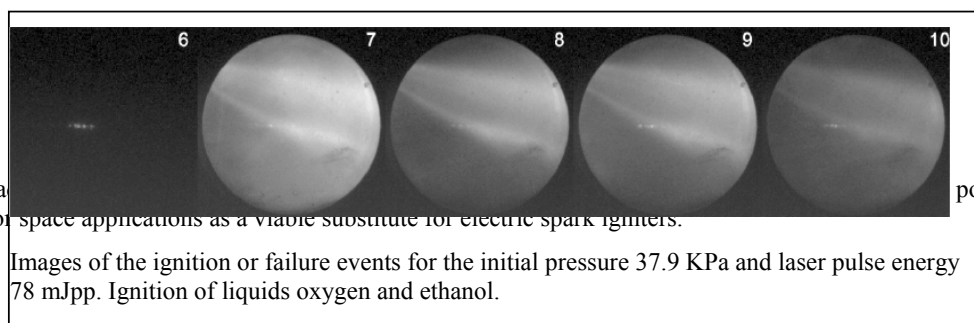 6 7 8 9 10
or space applications as a viable substitute for electric spark igniters.
Images of the ignition or failure events for the initial pressure 37.9 KPa and laser pulse energy
78 mJpp. Ignition of liquids oxygen and ethanol.